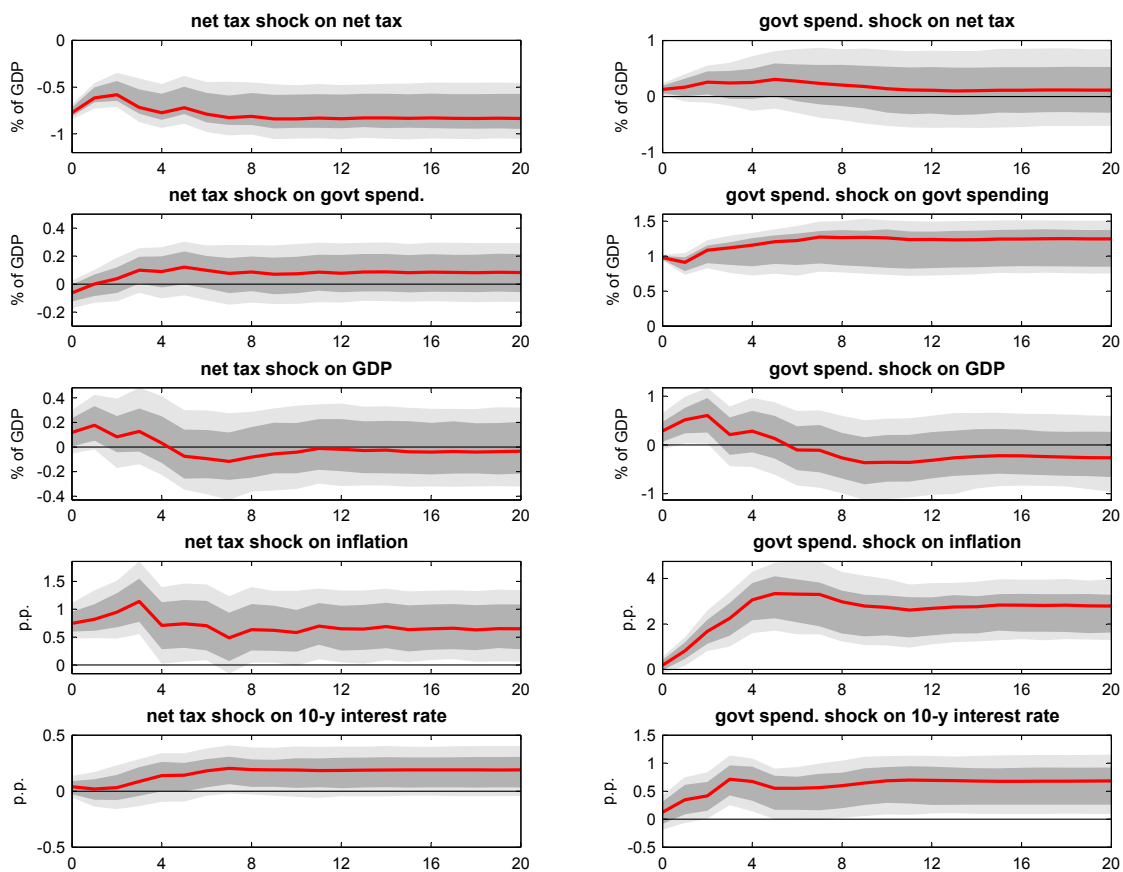 net tax shock on net tax
% of GDP
0
-0.5
-1
0 4 8 12 16 20
govt spend. shock on net tax
% of GDP
1
0
-1
0 4 8 12 16 20
net tax shock on govt spend.
% of GDP
0.4
0.2
0
-0.2
0 4 8 12 16 20
govt spend. shock on govt spending
% of GDP
1.5
1
0.5
0
0 4 8 12 16 20
net tax shock on GDP
% of GDP
0.4
0.2
0
-0.2
-0.4
0 4 8 12 16 20
govt spend. shock on GDP
% of GDP
1
0
-1
0 4 8 12 16 20
net tax shock on inflation
p.p.
1.5
1
0.5
0
0 4 8 12 16 20
govt spend. shock on inflation
p.p.
4
2
0
0 4 8 12 16 20
net tax shock on 10-y interest rate
p.p.
0.5
0
-0.5
0 4 8 12 16 20
govt spend. shock on 10-y interest rate
p.p.
1.5
1
0.5
0
-0.5
0 4 8 12 16 20